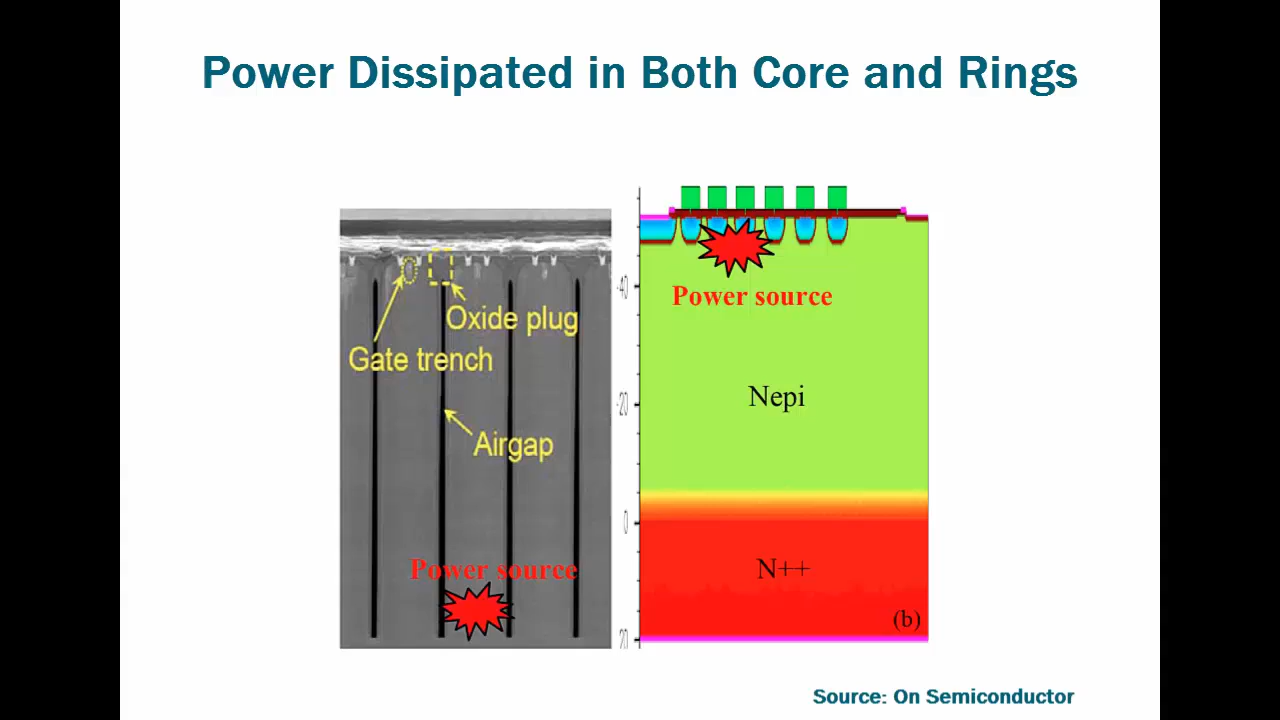 Power Dissipated in Both Core and Rings
Oxide plug
Gate trench
Airgap
Power source
Power source
-40
Nepi
-20
0
N++
(b)
20
Source: On Semiconductor